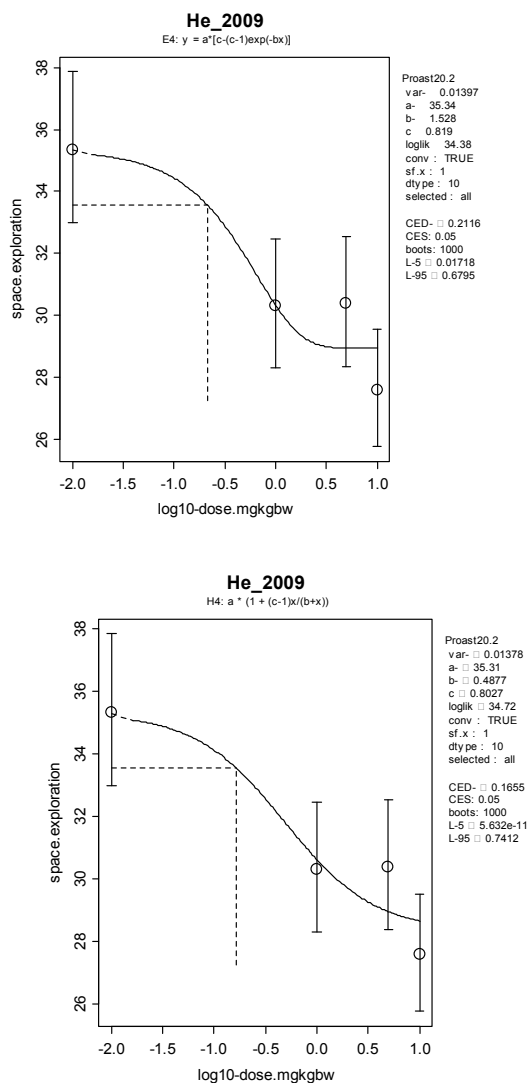 He_2009
E4: y = a*[c-(c-1)exp(-bx)]
space.exploration
38
36
34
32
30
28
26
-2.0 -1.5 -1.0 -0.5 0.0 0.5 1.0
log10-dose.mgkgbw
Proast20.2
var- 0.01397
a- 35.34
b- 1.528
c 0.819
loglik 34.38
conv : TRUE
sf.x : 1
dtype : 10
selected : all
CED- □ 0.2116
CES: 0.05
boots: 1000
L-5 □ 0.01718
L-95 □ 0.6795
He_2009
H4: a * (1 + (c-1)x/(b+x))
space.exploration
38
36
34
32
30
28
26
-2.0 -1.5 -1.0 -0.5 0.0 0.5 1.0
log10-dose.mgkgbw
Proast20.2
var- □ 0.01378
a- □ 35.31
b- □ 0.4877
c □ 0.8027
loglik □ 34.72
conv : TRUE
sf.x : 1
dtype : 10
selected : all
CED- □ 0.1655
CES: 0.05
boots: 1000
L-5 □ 5.632e-11
L-95 □ 0.7412